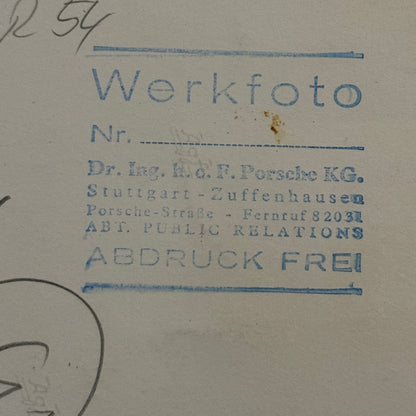 R 54
Werkfoto
Nr.
Dr. Ing. h. c. F. Porsche KG.
Stuttgart - Zuffenhausen
Porsche-Straße - Fernruf 82031
ABT. PUBLIC RELATIONS
ABDRUCK FREI